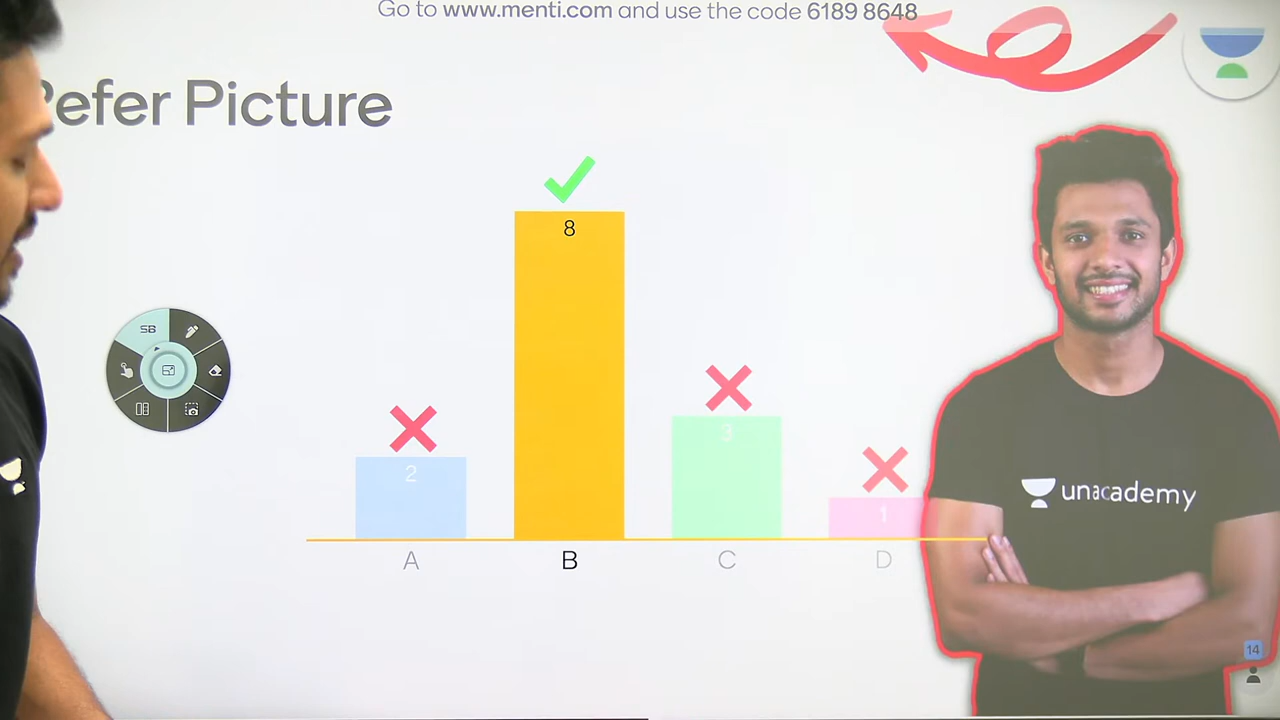 Go to www.menti.com and use the code 6189 8648
Refer Picture
8
SB
2
3
1
A
B
C
D
unacademy
14